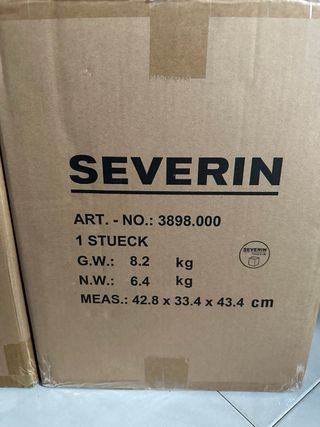 SEVERIN
ART. - NO.: 3898.000
1 STUECK
G.W.: 8.2 kg
N.W.: 6.4 kg
MEAS.: 42.8 x 33.4 x 43.4 cm
SEVERIN